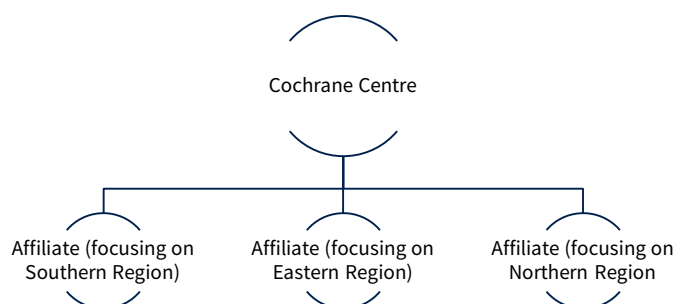 Cochrane Centre
Affiliate (focusing on
Southern Region)
Affiliate (focusing on
Eastern Region)
Affiliate (focusing on
Northern Region